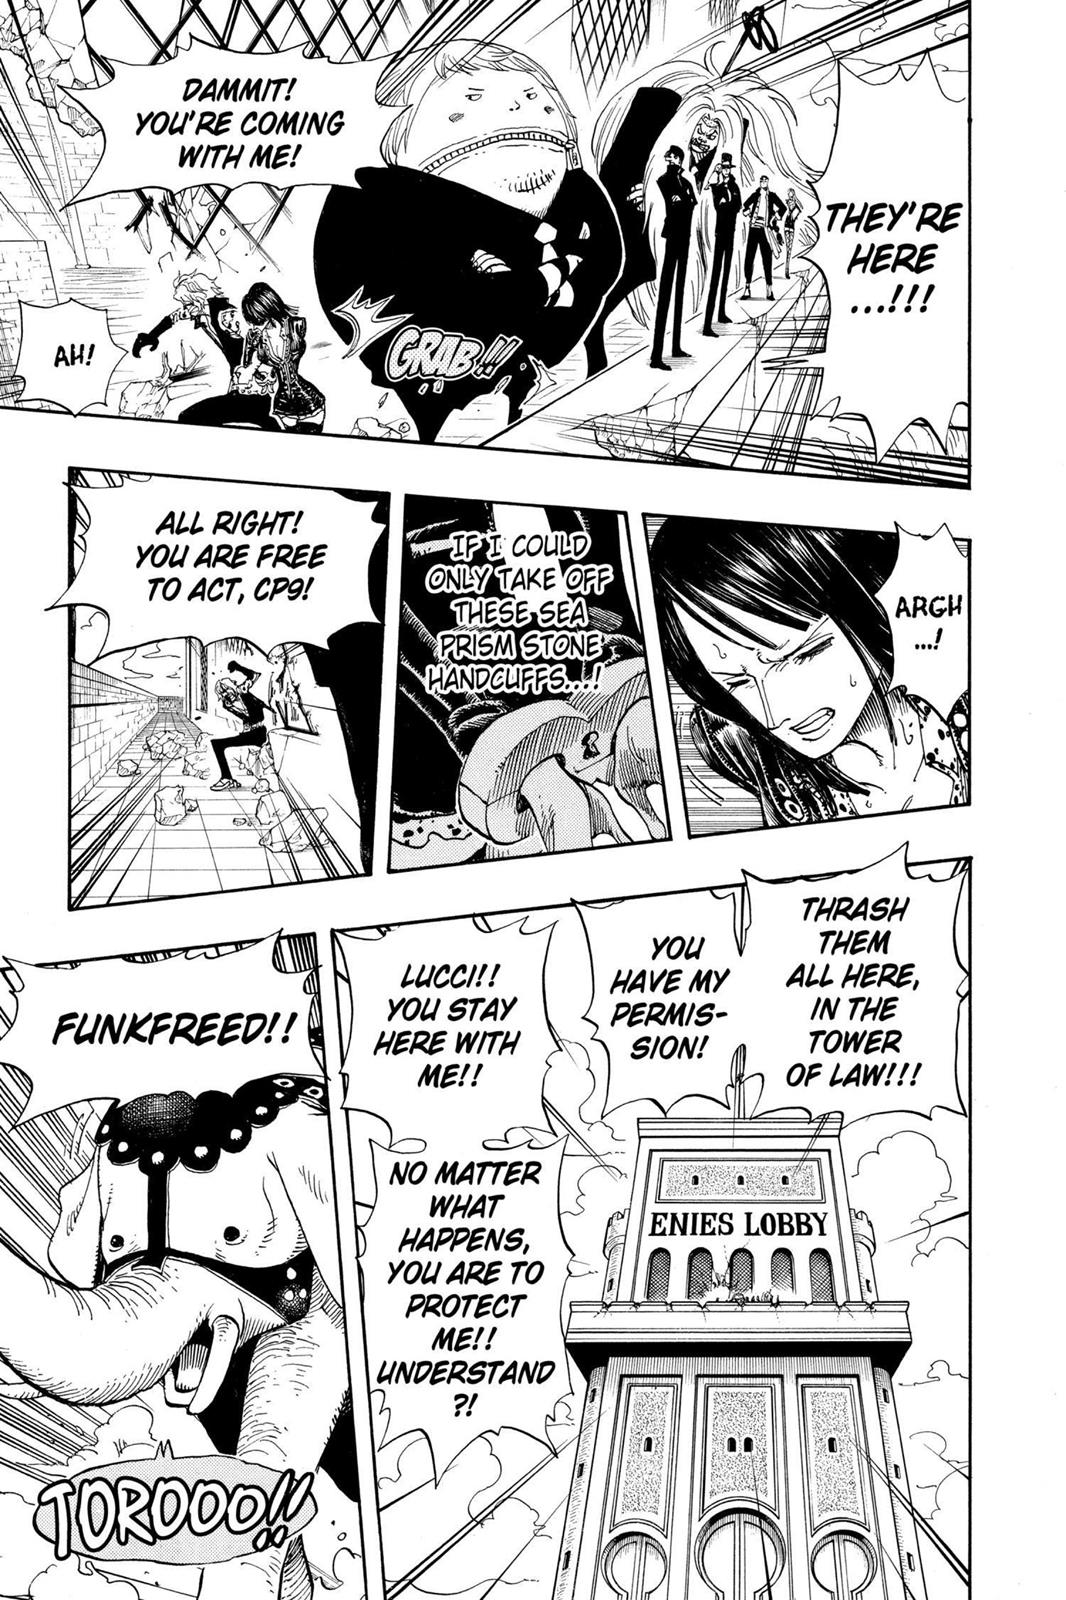 THEY'RE
HERE
...!!!
DAMMIT!
YOU'RE COMING
WITH ME!
GRAB!!
AH!
ARGH
...!
IF I COULD
ONLY TAKE OFF
THESE SEA
PRISM STONE
HANDCUFFS...!
ALL RIGHT!
YOU ARE FREE
TO ACT, CP9!
THRASH
THEM
ALL HERE,
IN THE
TOWER
OF LAW!!!
YOU
HAVE MY
PERMIS-
SION!
ENIES LOBBY
LUCCI!!
YOU STAY
HERE WITH
ME!!
NO MATTER
WHAT
HAPPENS,
YOU ARE TO
PROTECT
ME!!
UNDERSTAND
?!
FUNKFREED!!
TOROOO!!